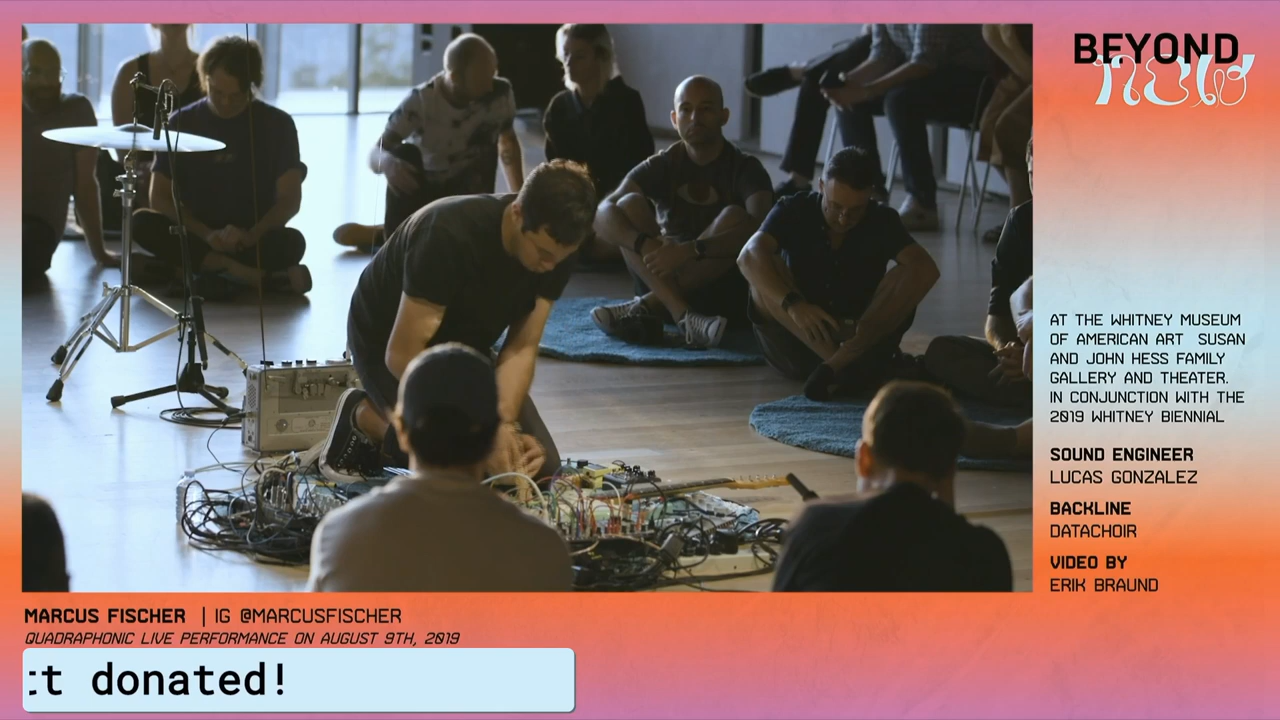 BEYOND
now
AT THE WHITNEY MUSEUM
OF AMERICAN ART SUSAN
AND JOHN HESS FAMILY
GALLERY AND THEATER.
IN CONJUNCTION WITH THE
2019 WHITNEY BIENNIAL
SOUND ENGINEER
LUCAS GONZALEZ
BACKLINE
DATACHOIR
VIDEO BY
ERIK BRAUND
MARCUS FISCHER | IG @MARCUSFISCHER
QUADRAPHONIC LIVE PERFORMANCE ON AUGUST 9TH, 2019
donated!